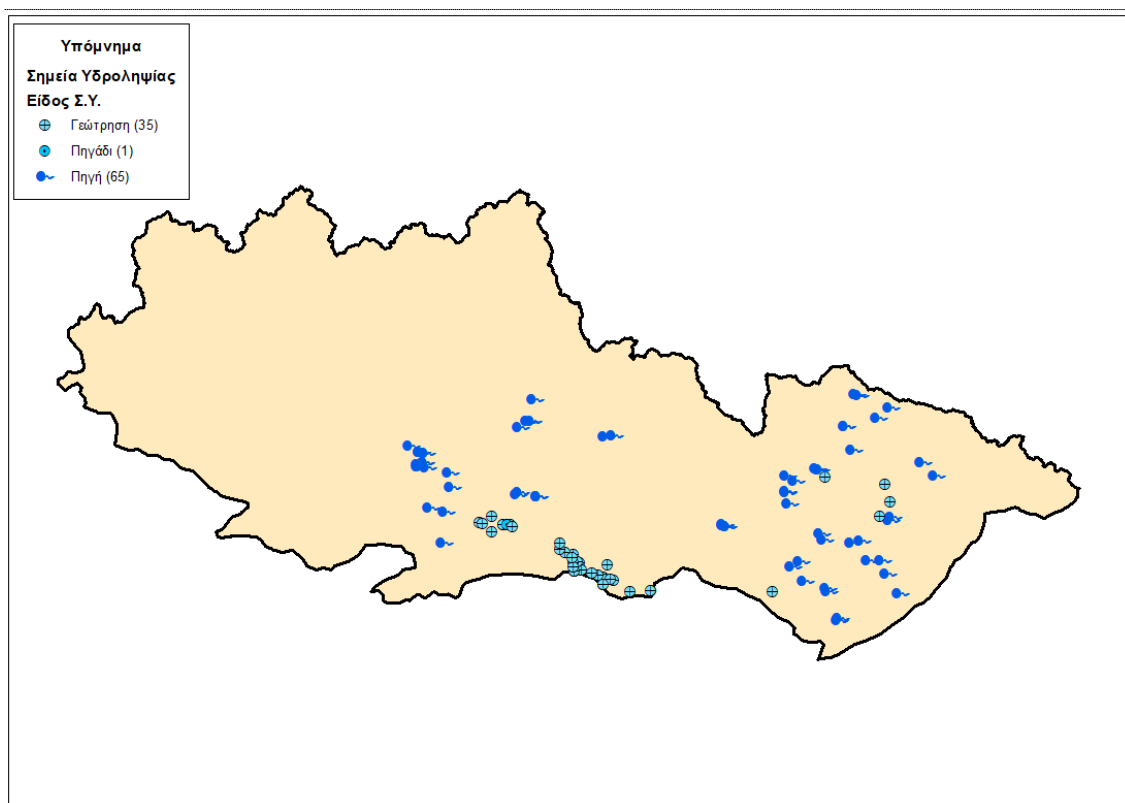 Υπόμνημα
Σημεία Υδροληψίας
Είδος Σ.Υ.
Γεώτρηση (35)
Πηγάδι (1)
Πηγή (65)